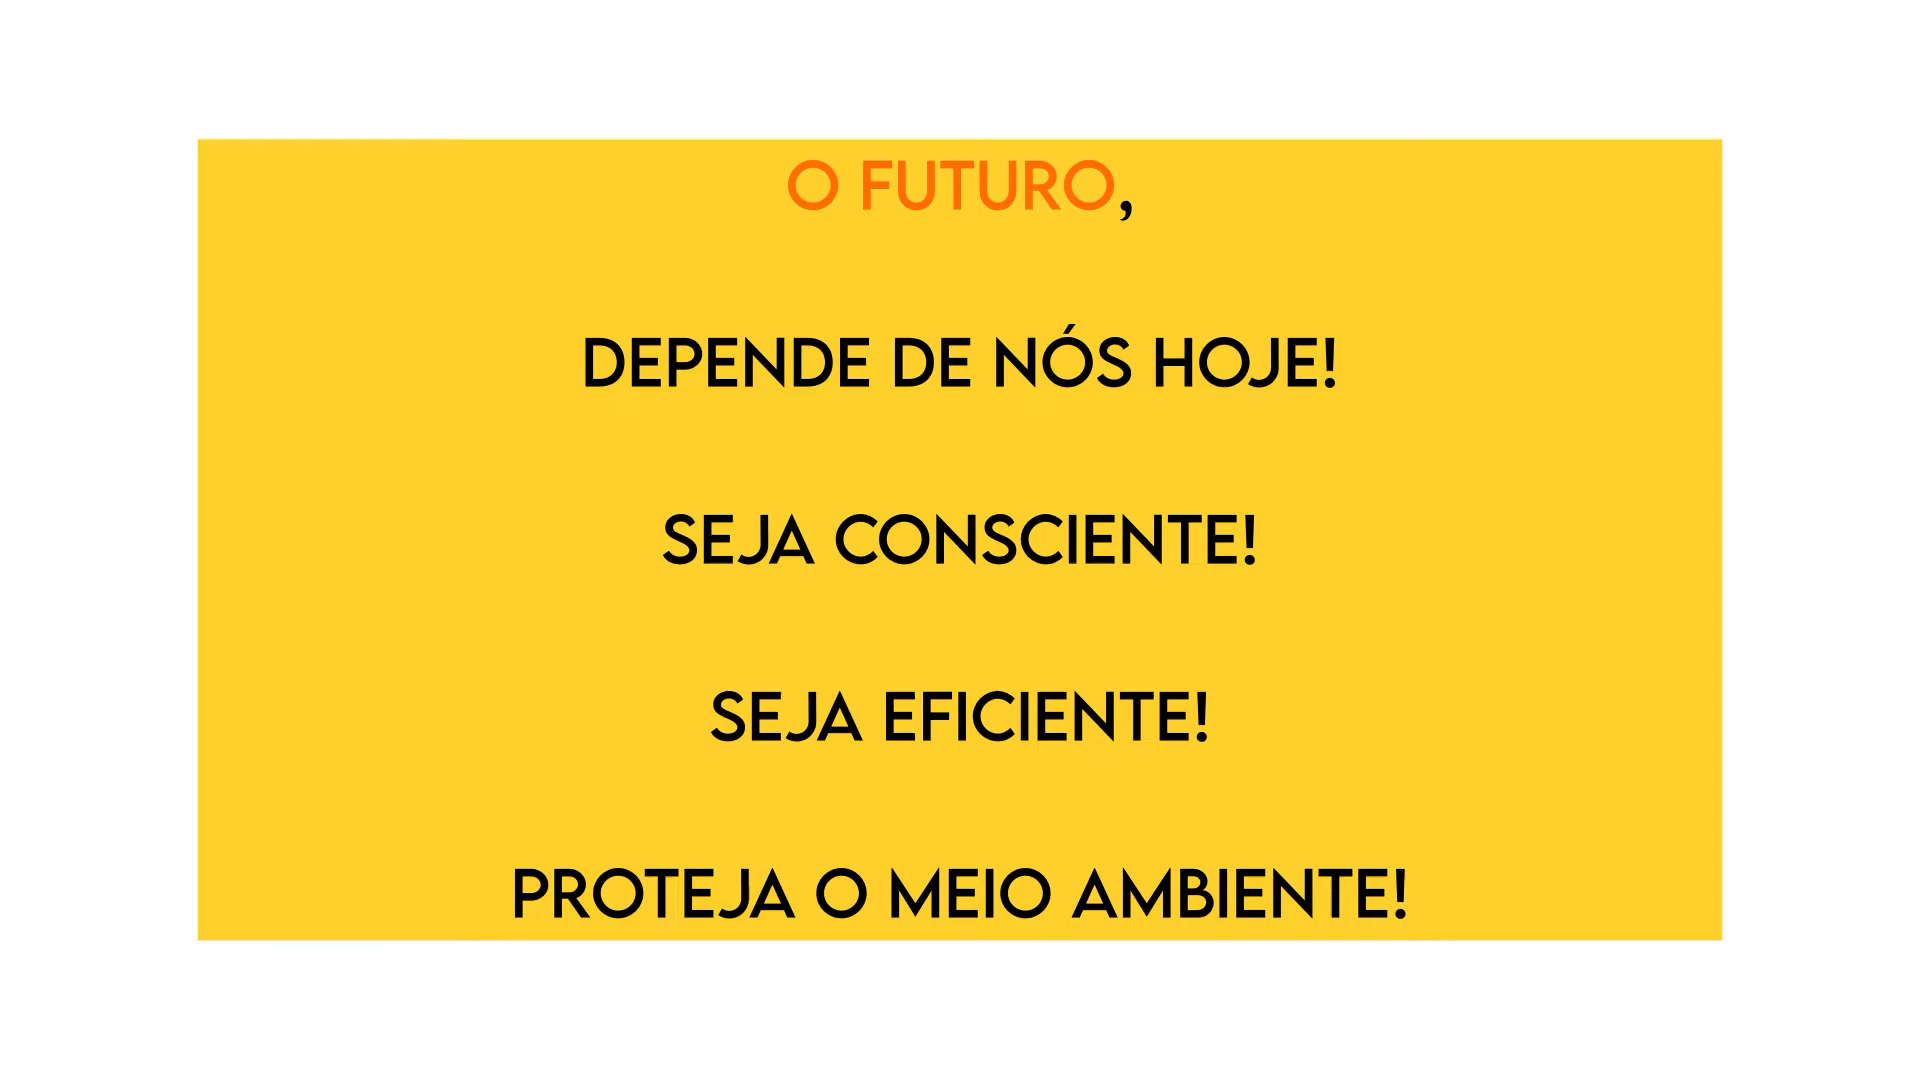 O FUTURO,
DEPENDE DE NÓS HOJE!
SEJA CONSCIENTE!
SEJA EFICIENTE!
PROTEJA O MEIO AMBIENTE!